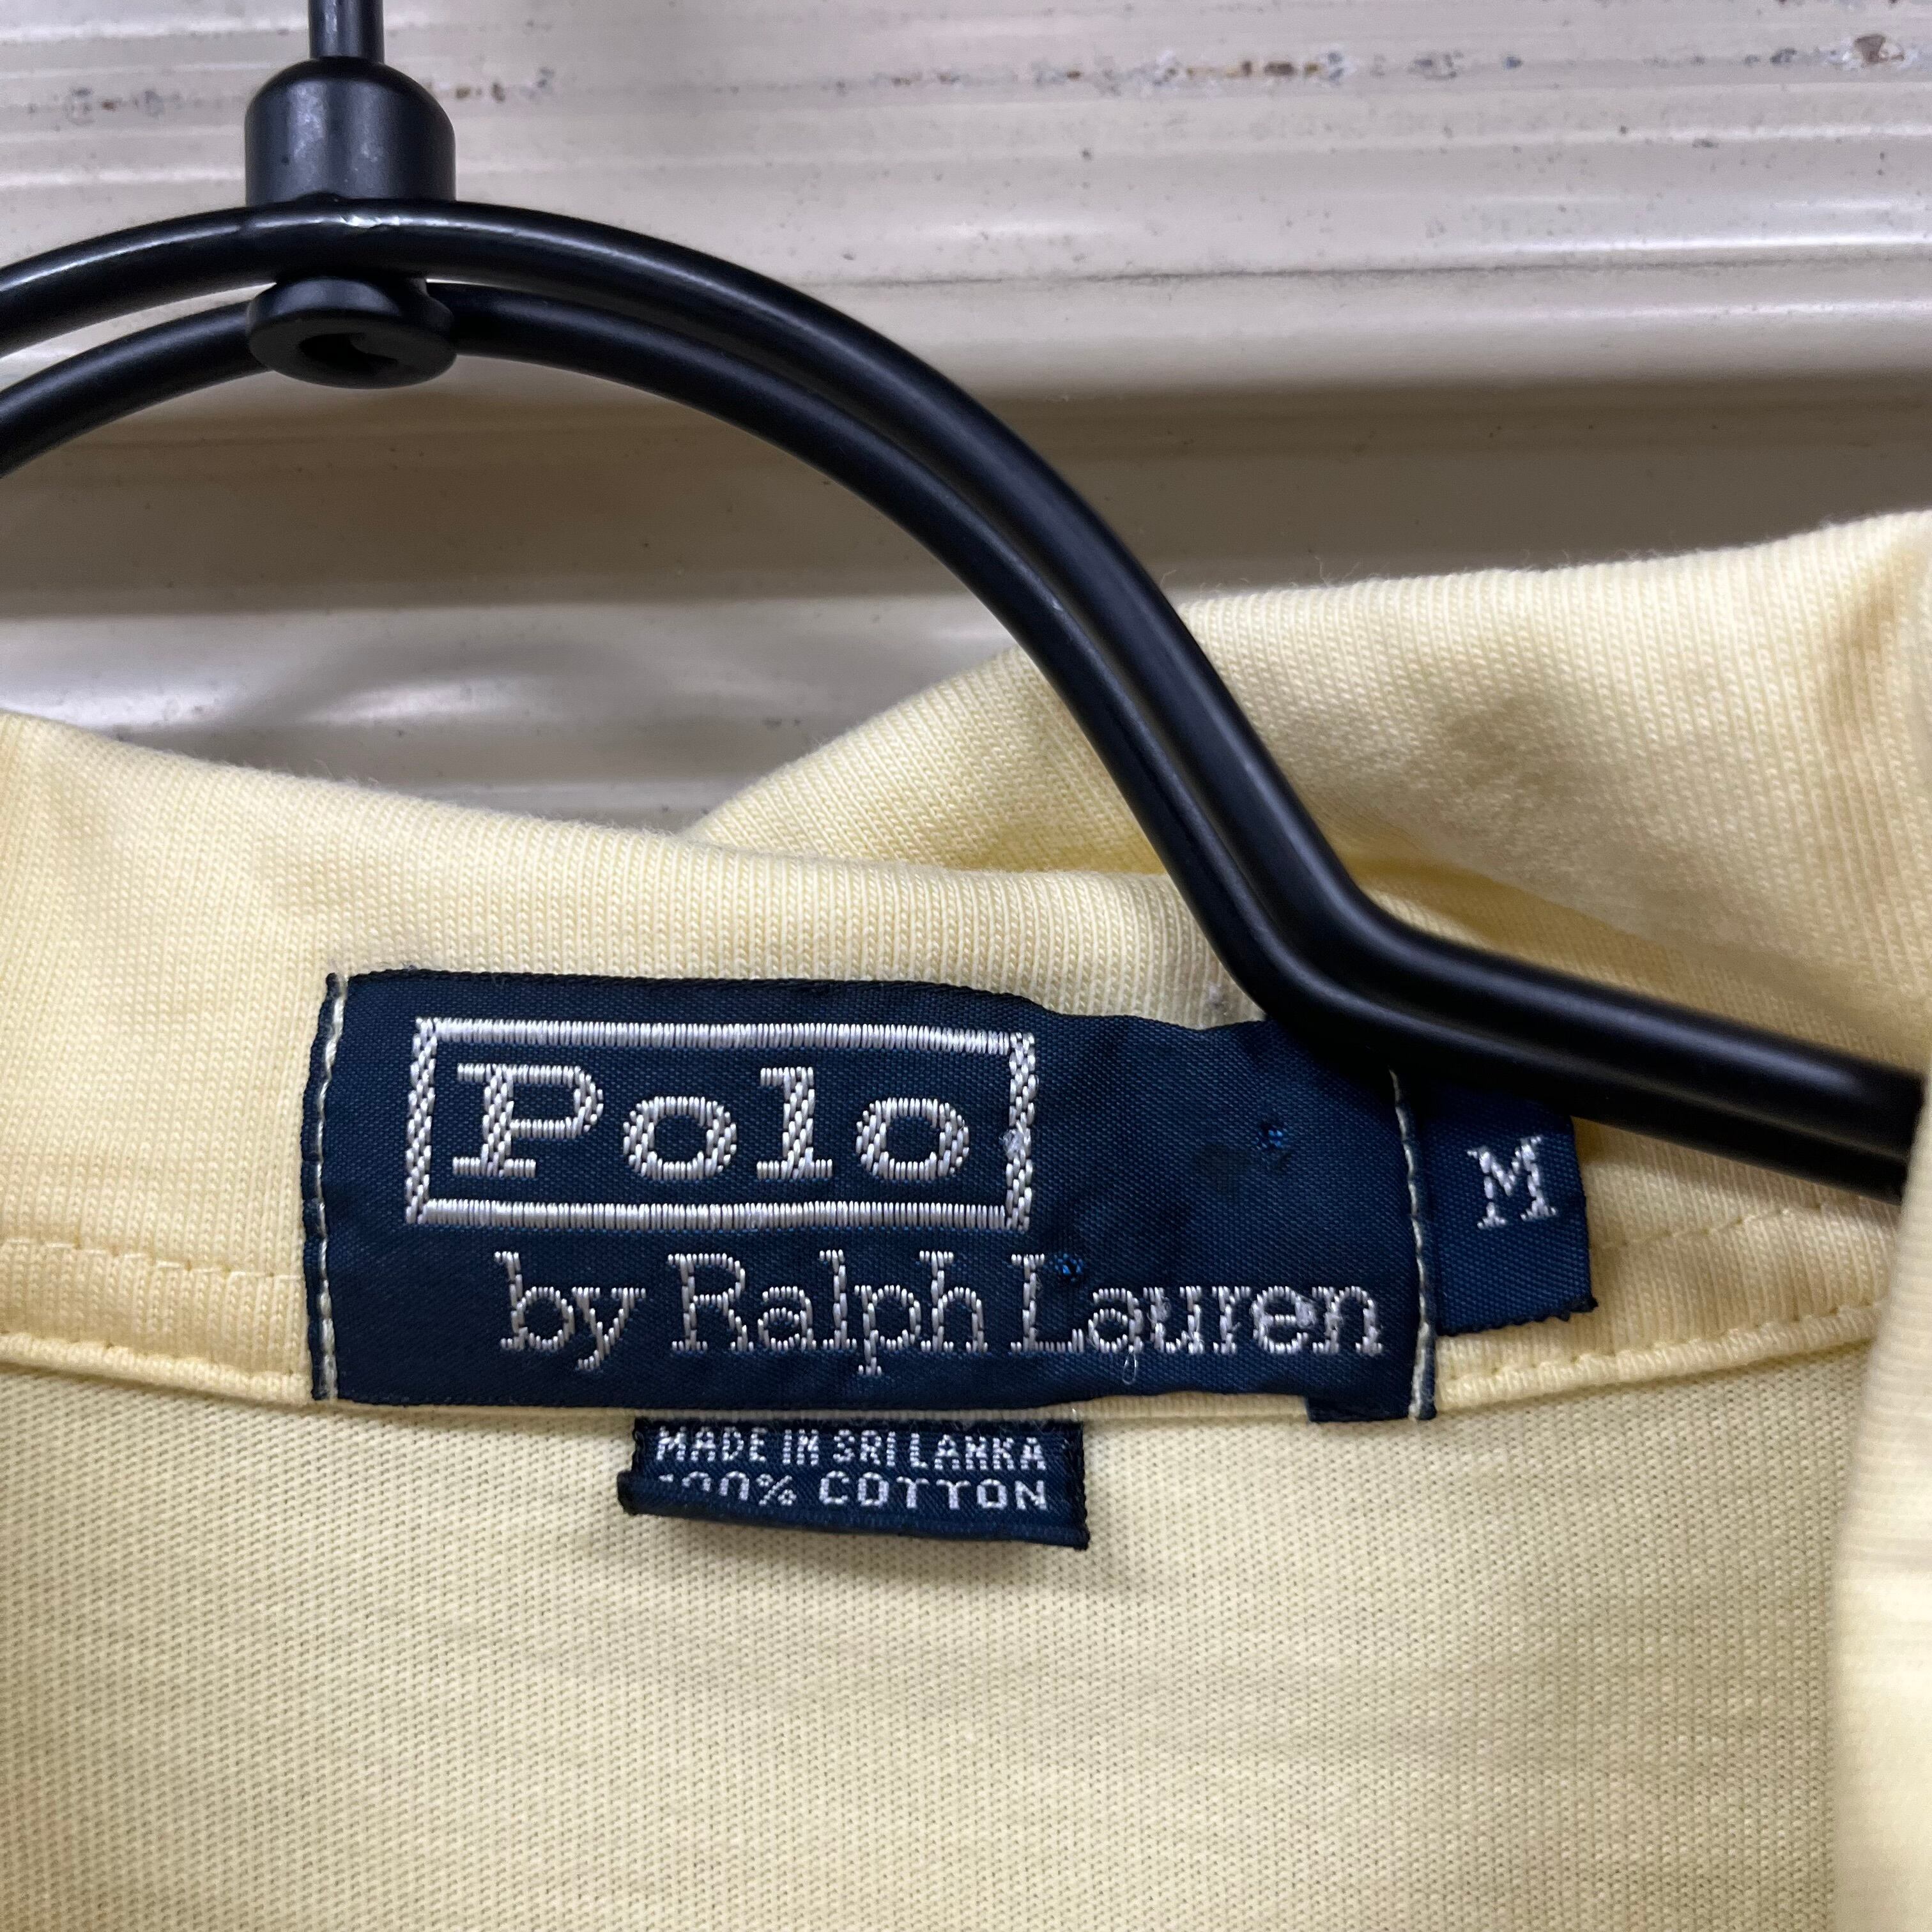 Polo
by Ralph Lauren
M
MADE IN SRI LANKA
100% COTTON